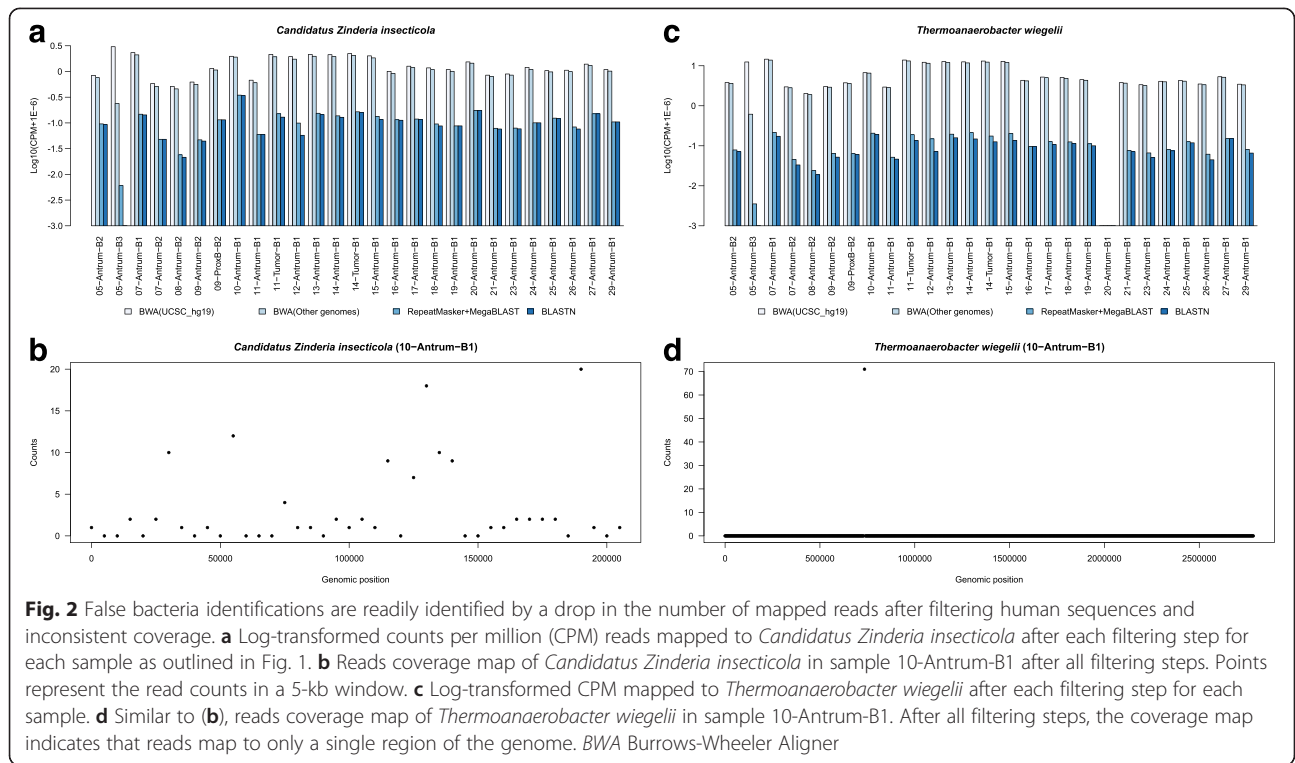 a
Candidatus Zinderia insecticola
Log10(CPM+1E−6)
0.5
0
-0.5
-1.0
-1.5
-2.0
-2.5
-3.0
05−Antrum−B2
05−Antrum−B3
07−Antrum−B1
07−Antrum−B2
08−Antrum−B2
09−Antrum−B2
09−ProxB−B2
10−Antrum−B1
11−Antrum−B1
11−Tumor−B1
12−Antrum−B1
13−Antrum−B1
14−Antrum−B1
14−Tumor−B1
15−Antrum−B1
16−Antrum−B1
17−Antrum−B1
18−Antrum−B1
19−Antrum−B1
20−Antrum−B1
21−Antrum−B1
23−Antrum−B1
24−Antrum−B1
25−Antrum−B1
26−Antrum−B1
27−Antrum−B1
29−Antrum−B1
BWA(UCSC_hg19) BWA(Other genomes) RepeatMasker+MegaBLAST BLASTN
c
Thermoanaerobacter wiegelii
Log10(CPM+1E−6)
1
0
-1
-2
-3
05−Antrum−B2
05−Antrum−B3
07−Antrum−B1
07−Antrum−B2
08−Antrum−B2
09−Antrum−B2
09−ProxB−B2
10−Antrum−B1
11−Antrum−B1
11−Tumor−B1
12−Antrum−B1
13−Antrum−B1
14−Antrum−B1
14−Tumor−B1
15−Antrum−B1
16−Antrum−B1
17−Antrum−B1
18−Antrum−B1
19−Antrum−B1
20−Antrum−B1
21−Antrum−B1
23−Antrum−B1
24−Antrum−B1
25−Antrum−B1
26−Antrum−B1
27−Antrum−B1
29−Antrum−B1
BWA(UCSC_hg19) BWA(Other genomes) RepeatMasker+MegaBLAST BLASTN
b
Candidatus Zinderia insecticola (10−Antrum−B1)
Counts
20
15
10
5
0
0 50000 100000 150000 200000
Genomic position
d
Thermoanaerobacter wiegelii (10−Antrum−B1)
Counts
70
60
50
40
30
20
10
0
0 500000 1000000 1500000 2000000 2500000
Genomic position
Fig. 2 False bacteria identifications are readily identified by a drop in the number of mapped reads after filtering human sequences and
inconsistent coverage. a Log-transformed counts per million (CPM) reads mapped to Candidatus Zinderia insecticola after each filtering step for
each sample as outlined in Fig. 1. b Reads coverage map of Candidatus Zinderia insecticola in sample 10-Antrum-B1 after all filtering steps. Points
represent the read counts in a 5-kb window. c Log-transformed CPM mapped to Thermoanaerobacter wiegelii after each filtering step for each
sample. d Similar to (b), reads coverage map of Thermoanaerobacter wiegelii in sample 10-Antrum-B1. After all filtering steps, the coverage map
indicates that reads map to only a single region of the genome. BWA Burrows-Wheeler Aligner